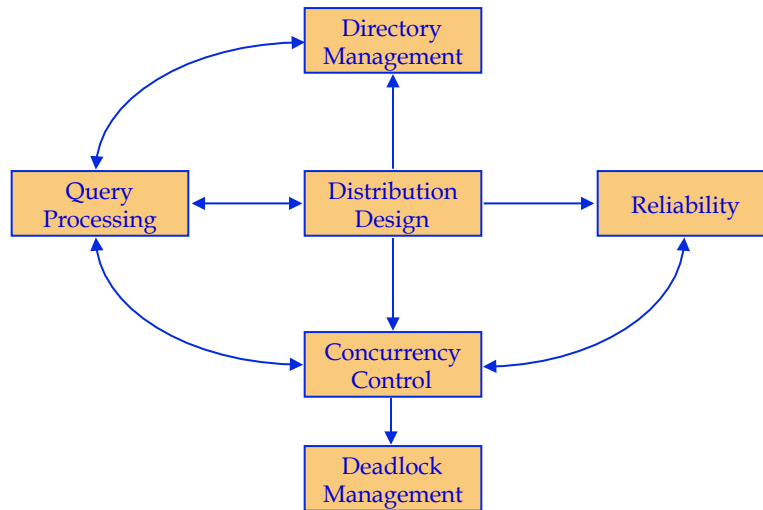 Directory
Management
Query
Processing
Distribution
Design
Reliability
Concurrency
Control
Deadlock
Management